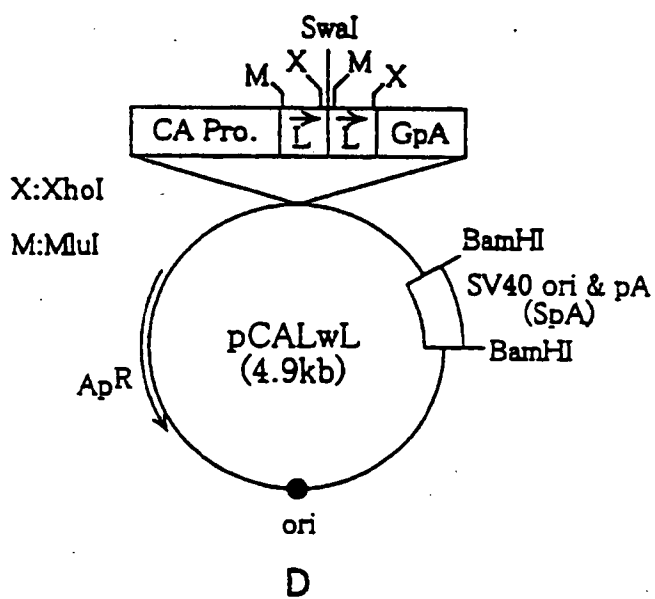 SwaI
X M
M X
CA Pro. L L GpA
X:XhoI
M:MluI
BamHI
SV40 ori & pA
(SpA)
BamHI
pCALwL
(4.9kb)
ApR
ori
D